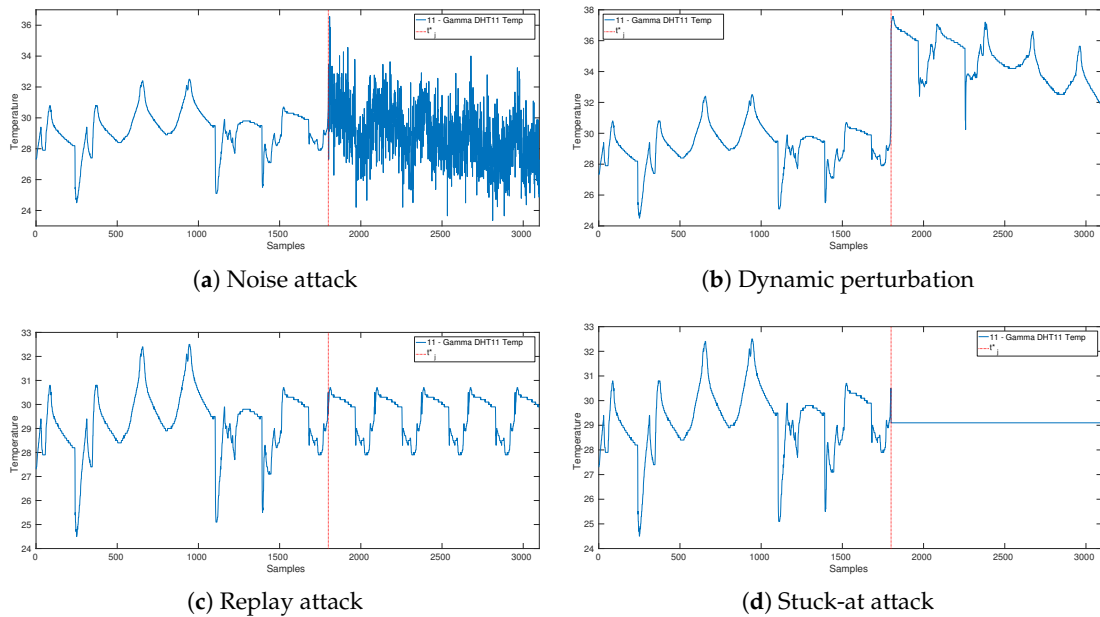 36
34
32
30
28
26
24
Temperature
0 500 1000 1500 2000 2500 3000
Samples
11 - Gamma DHT11 Temp
t*j
(a) Noise attack
38
36
34
32
30
28
26
24
Temperature
0 500 1000 1500 2000 2500 3000
Samples
11 - Gamma DHT11 Temp
t*j
(b) Dynamic perturbation
33
32
31
30
29
28
27
26
25
24
Temperature
0 500 1000 1500 2000 2500 3000
Samples
11 - Gamma DHT11 Temp
t*j
(c) Replay attack
33
32
31
30
29
28
27
26
25
24
Temperature
0 500 1000 1500 2000 2500 3000
Samples
11 - Gamma DHT11 Temp
t*j
(d) Stuck-at attack